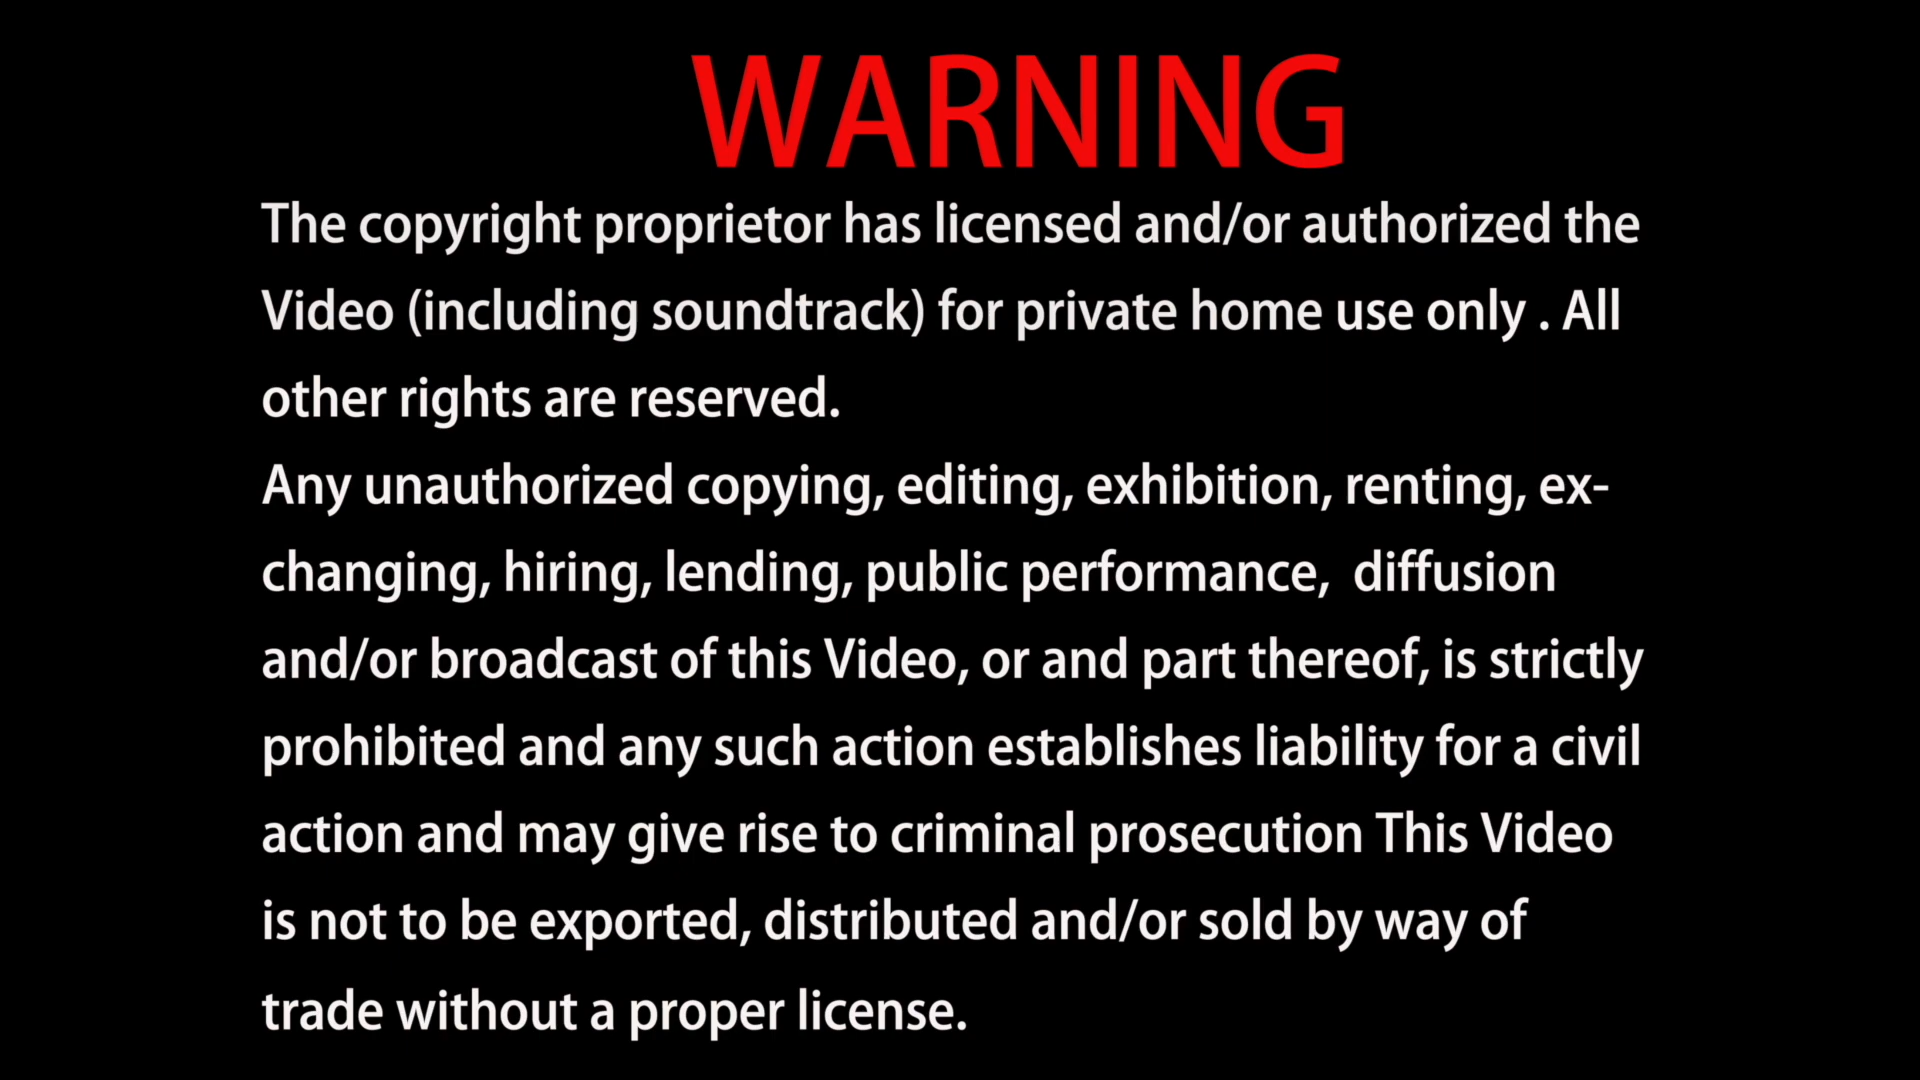 WARNING
The copyright proprietor has licensed and/or authorized the
Video (including soundtrack) for private home use only . All
other rights are reserved.
Any unauthorized copying, editing, exhibition, renting, ex-
changing, hiring, lending, public performance,  diffusion
and/or broadcast of this Video, or and part thereof, is strictly
prohibited and any such action establishes liability for a civil
action and may give rise to criminal prosecution This Video
is not to be exported, distributed and/or sold by way of
trade without a proper license.